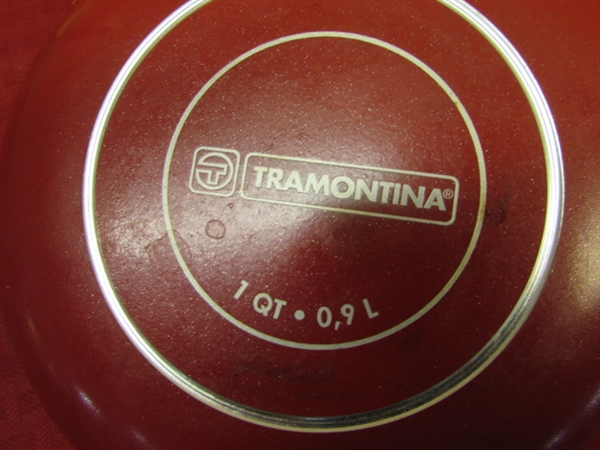 T TRAMONTINA®
1 QT • 0,9 L